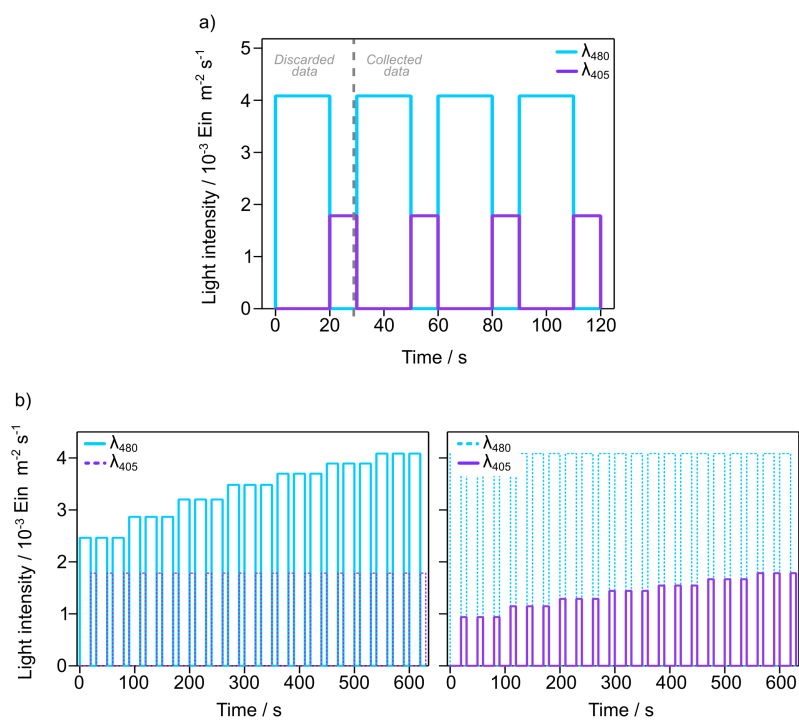 a)
Light intensity / 10⁻³ Ein m⁻² s⁻¹
5
4
3
2
1
0
Discarded
data
Collected
data
λ480
λ405
0 20 40 60 80 100 120
Time / s
b)
Light intensity / 10⁻³ Ein m⁻² s⁻¹
4
3
2
1
0
λ480
λ405
0 100 200 300 400 500 600
Time / s
λ480
λ405
0 100 200 300 400 500 600
Time / s